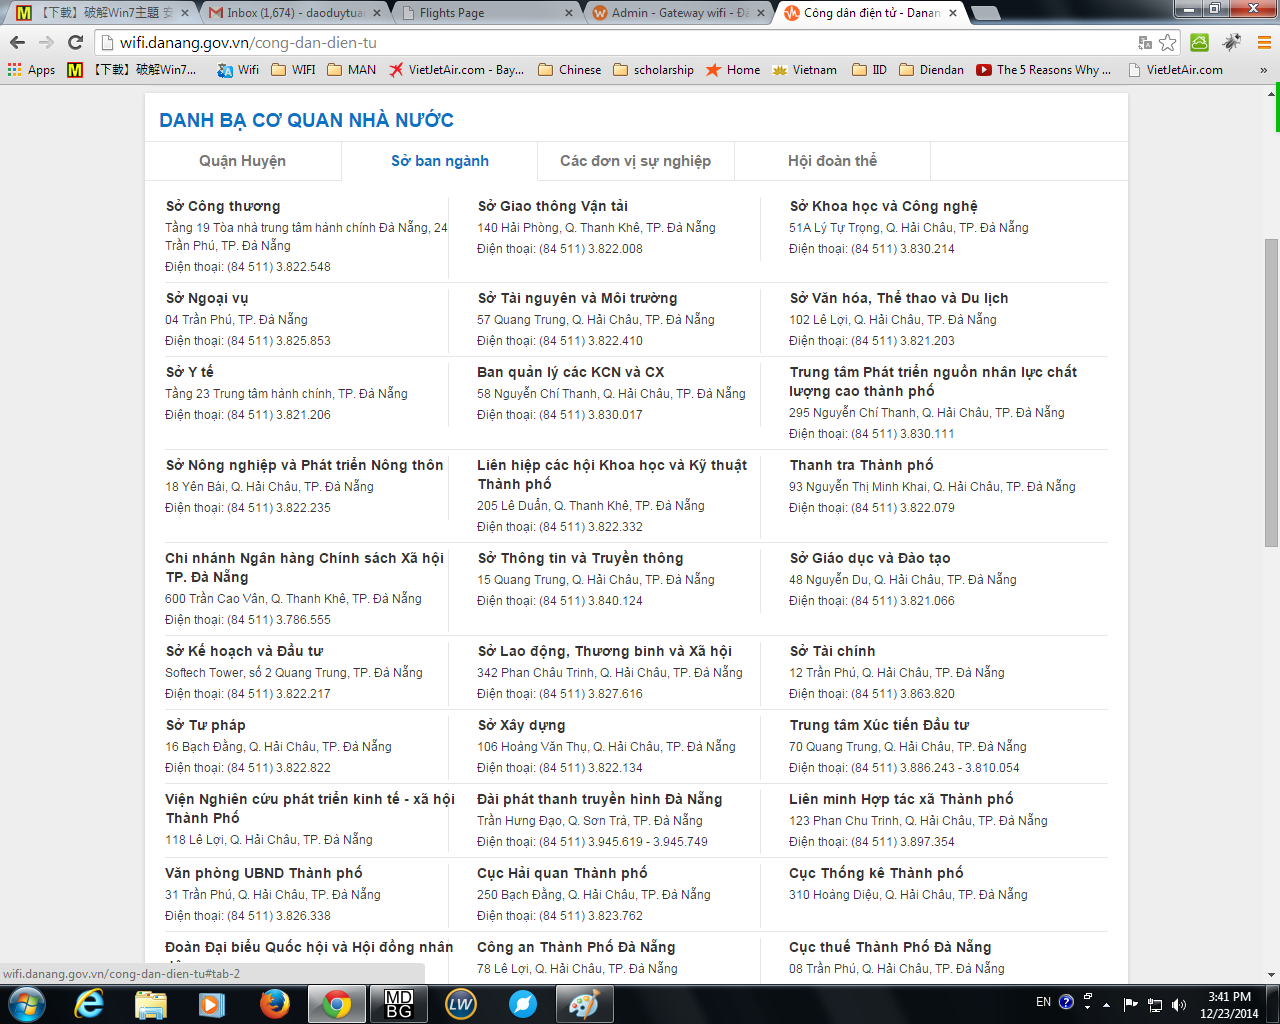 【下載】破解Win7主題 安
Inbox (1,674) - daoduytuan
Flights Page
Admin - Gateway wifi - Đà
Công dân điện tử - Danan
wifi.danang.gov.vn/cong-dan-dien-tu
Apps
【下載】破解Win7...
Wifi
WIFI
MAN
VietJetAir.com - Bay...
Chinese
scholarship
Home
Vietnam
IID
Diendan
The 5 Reasons Why ...
VietJetAir.com
»
DANH BẠ CƠ QUAN NHÀ NƯỚC
Quận Huyện
Sở ban ngành
Các đơn vị sự nghiệp
Hội đoàn thể
Sở Công thương
Tầng 19 Tòa nhà trung tâm hành chính Đà Nẵng, 24
Trần Phú, TP. Đà Nẵng
Điện thoại: (84 511) 3.822.548
Sở Giao thông Vận tải
140 Hải Phòng, Q. Thanh Khê, TP. Đà Nẵng
Điện thoại: (84 511) 3.822.008
Sở Khoa học và Công nghệ
51A Lý Tự Trọng, Q. Hải Châu, TP. Đà Nẵng
Điện thoại: (84 511) 3.830.214
Sở Ngoại vụ
04 Trần Phú, TP. Đà Nẵng
Điện thoại: (84 511) 3.825.853
Sở Tài nguyên và Môi trường
57 Quang Trung, Q. Hải Châu, TP. Đà Nẵng
Điện thoại: (84 511) 3.822.410
Sở Văn hóa, Thể thao và Du lịch
102 Lê Lợi, Q. Hải Châu, TP. Đà Nẵng
Điện thoại: (84 511) 3.821.203
Sở Y tế
Tầng 23 Trung tâm hành chính, TP. Đà Nẵng
Điện thoại: (84 511) 3.821.206
Ban quản lý các KCN và CX
58 Nguyễn Chí Thanh, Q. Hải Châu, TP. Đà Nẵng
Điện thoại: (84 511) 3.830.017
Trung tâm Phát triển nguồn nhân lực chất
lượng cao thành phố
295 Nguyễn Chí Thanh, Q. Hải Châu, TP. Đà Nẵng
Điện thoại: (84 511) 3.830.111
Sở Nông nghiệp và Phát triển Nông thôn
18 Yên Bái, Q. Hải Châu, TP. Đà Nẵng
Điện thoại: (84 511) 3.822.235
Liên hiệp các hội Khoa học và Kỹ thuật
Thành phố
205 Lê Duẩn, Q. Thanh Khê, TP. Đà Nẵng
Điện thoại: (84 511) 3.822.332
Thanh tra Thành phố
93 Nguyễn Thị Minh Khai, Q. Hải Châu, TP. Đà Nẵng
Điện thoại: (84 511) 3.822.079
Chi nhánh Ngân hàng Chính sách Xã hội
TP. Đà Nẵng
600 Trần Cao Vân, Q. Thanh Khê, TP. Đà Nẵng
Điện thoại: (84 511) 3.786.555
Sở Thông tin và Truyền thông
15 Quang Trung, Q. Hải Châu, TP. Đà Nẵng
Điện thoại: (84 511) 3.840.124
Sở Giáo dục và Đào tạo
48 Nguyễn Du, Q. Hải Châu, TP. Đà Nẵng
Điện thoại: (84 511) 3.821.066
Sở Kế hoạch và Đầu tư
Softech Tower, số 2 Quang Trung, TP. Đà Nẵng
Điện thoại: (84 511) 3.822.217
Sở Lao động, Thương binh và Xã hội
342 Phan Châu Trinh, Q. Hải Châu, TP. Đà Nẵng
Điện thoại: (84 511) 3.827.616
Sở Tài chính
12 Trần Phú, Q. Hải Châu, TP. Đà Nẵng
Điện thoại: (84 511) 3.863.820
Sở Tư pháp
16 Bạch Đằng, Q. Hải Châu, TP. Đà Nẵng
Điện thoại: (84 511) 3.822.822
Sở Xây dựng
106 Hoàng Văn Thụ, Q. Hải Châu, TP. Đà Nẵng
Điện thoại: (84 511) 3.822.134
Trung tâm Xúc tiến Đầu tư
70 Quang Trung, Q. Hải Châu, TP. Đà Nẵng
Điện thoại: (84 511) 3.886.243 - 3.810.054
Viện Nghiên cứu phát triển kinh tế - xã hội
Thành Phố
118 Lê Lợi, Q. Hải Châu, TP. Đà Nẵng
Đài phát thanh truyền hình Đà Nẵng
Trần Hưng Đạo, Q. Sơn Trà, TP. Đà Nẵng
Điện thoại: (84 511) 3.945.619 - 3.945.749
Liên minh Hợp tác xã Thành phố
123 Phan Chu Trinh, Q. Hải Châu, TP. Đà Nẵng
Điện thoại: (84 511) 3.897.354
Văn phòng UBND Thành phố
31 Trần Phú, Q. Hải Châu, TP. Đà Nẵng
Điện thoại: (84 511) 3.826.338
Cục Hải quan Thành phố
250 Bạch Đằng, Q. Hải Châu, TP. Đà Nẵng
Điện thoại: (84 511) 3.823.762
Cục Thống kê Thành phố
310 Hoàng Diệu, Q. Hải Châu, TP. Đà Nẵng
Đoàn Đại biểu Quốc hội và Hội đồng nhân
Công an Thành Phố Đà Nẵng
78 Lê Lợi, Q. Hải Châu, TP. Đà Nẵng
Cục thuế Thành Phố Đà Nẵng
08 Trần Phú, Q. Hải Châu, TP. Đà Nẵng
wifi.danang.gov.vn/cong-dan-dien-tu#tab-2
MD
BG
LW
EN
3:41 PM
12/23/2014